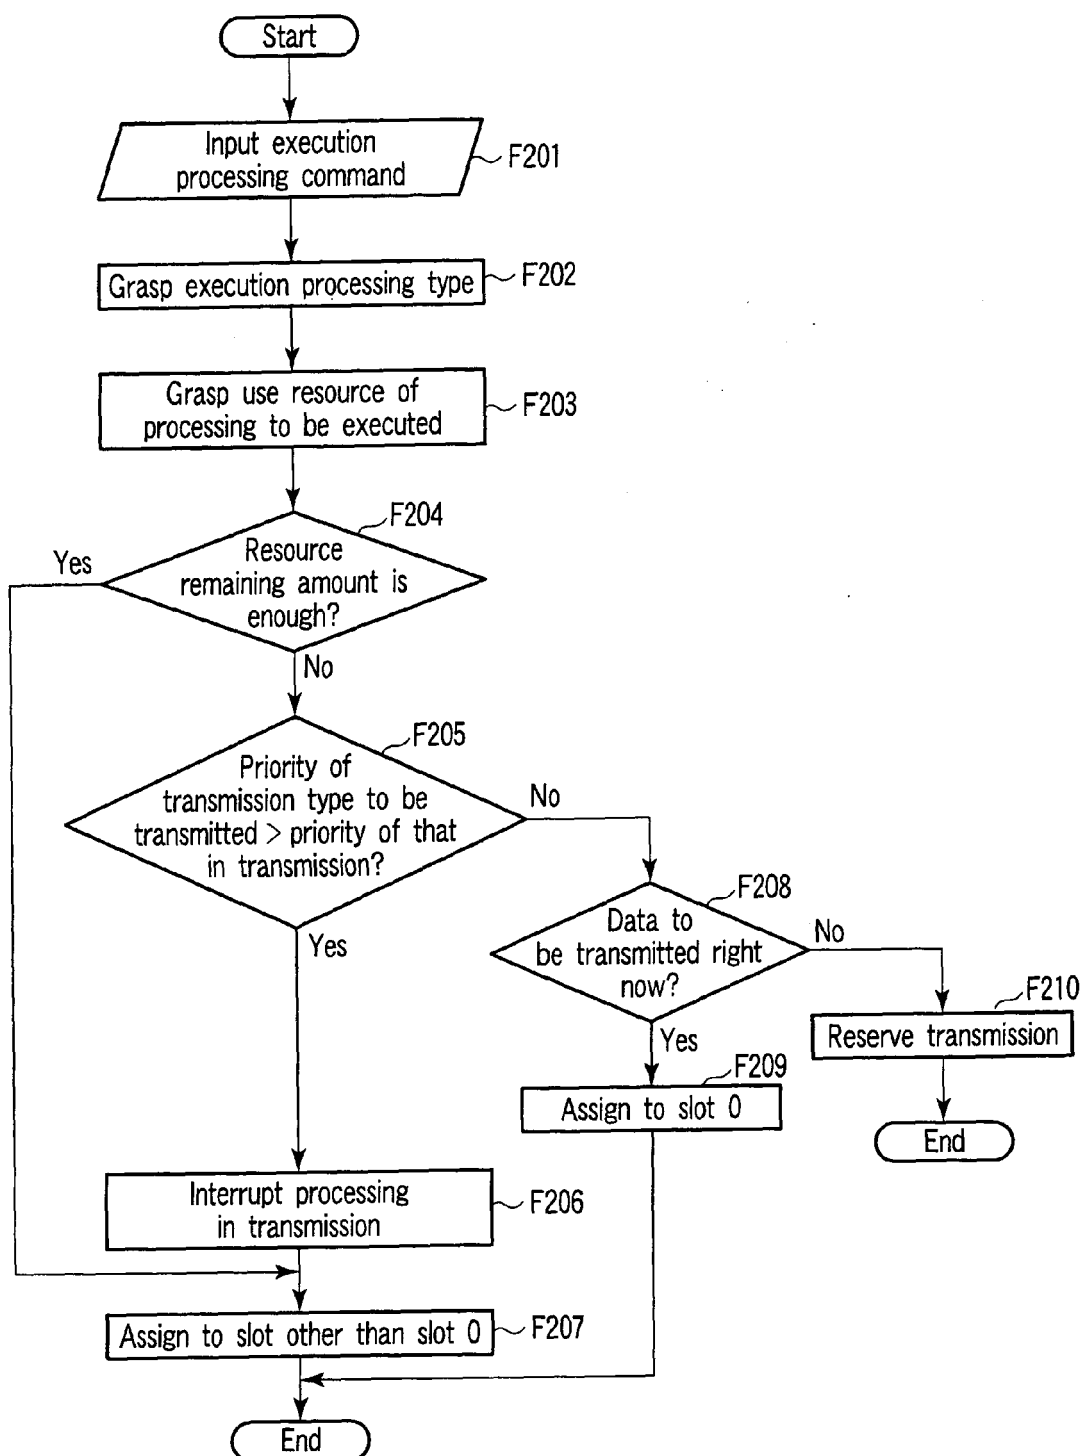 Start
Input execution
processing command
F201
Grasp execution processing type
F202
Grasp use resource of
processing to be executed
F203
F204
Resource
remaining amount is
enough?
Yes
No
F205
Priority of
transmission type to be
transmitted > priority of that
in transmission?
No
Yes
F208
Data to
be transmitted right
now?
No
Yes
F210
Reserve transmission
End
F209
Assign to slot 0
Interrupt processing
in transmission
F206
Assign to slot other than slot 0
F207
End